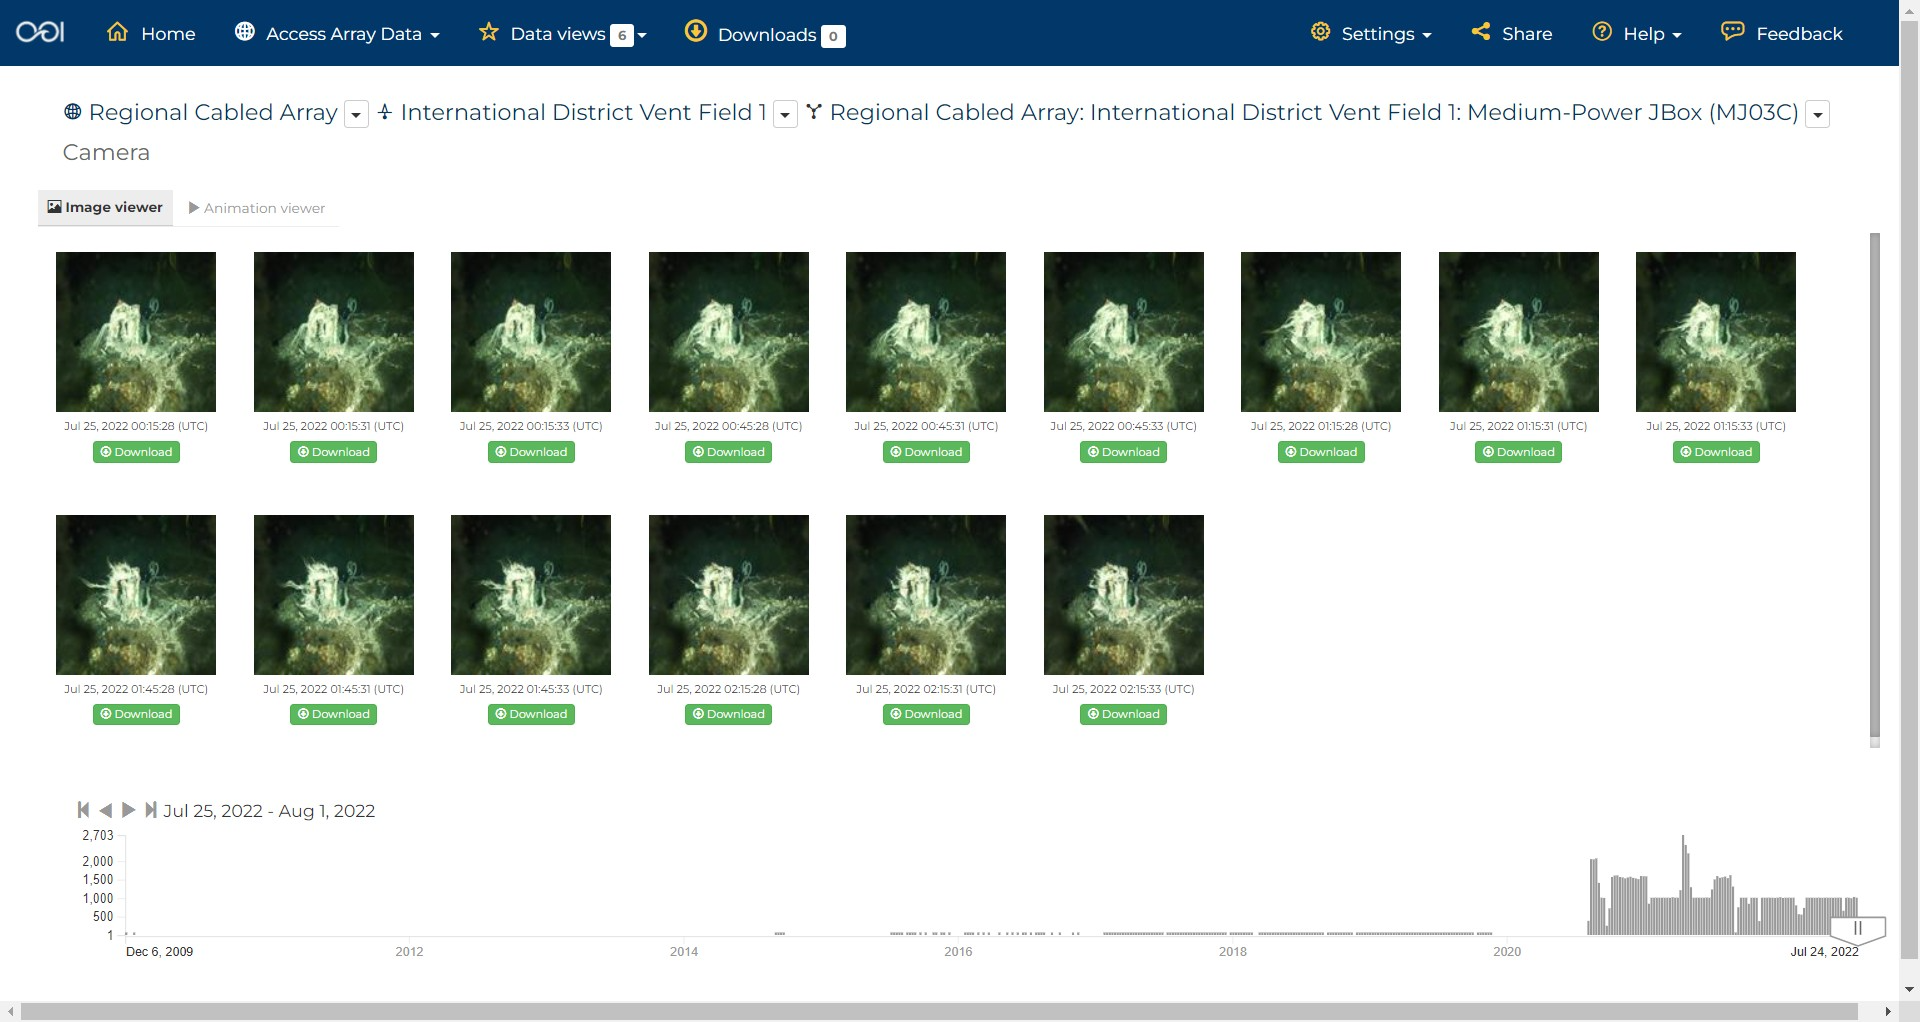 OOI Home Access Array Data Data views 6 Downloads 0 Settings Share Help Feedback
Regional Cabled Array International District Vent Field 1 Regional Cabled Array: International District Vent Field 1: Medium-Power JBox (MJ03C)
Camera
Image viewer Animation viewer
Jul 25, 2022 00:15:28 (UTC) Jul 25, 2022 00:15:31 (UTC) Jul 25, 2022 00:15:33 (UTC) Jul 25, 2022 00:45:28 (UTC) Jul 25, 2022 00:45:31 (UTC) Jul 25, 2022 00:45:33 (UTC) Jul 25, 2022 01:15:28 (UTC) Jul 25, 2022 01:15:31 (UTC) Jul 25, 2022 01:15:33 (UTC)
Download Download Download Download Download Download Download Download Download
Jul 25, 2022 01:45:28 (UTC) Jul 25, 2022 01:45:31 (UTC) Jul 25, 2022 01:45:33 (UTC) Jul 25, 2022 02:15:28 (UTC) Jul 25, 2022 02:15:31 (UTC) Jul 25, 2022 02:15:33 (UTC)
Download Download Download Download Download Download
Jul 25, 2022 - Aug 1, 2022
2,703
2,000
1,500
1,000
500
1
Dec 6, 2009 2012 2014 2016 2018 2020 Jul 24, 2022